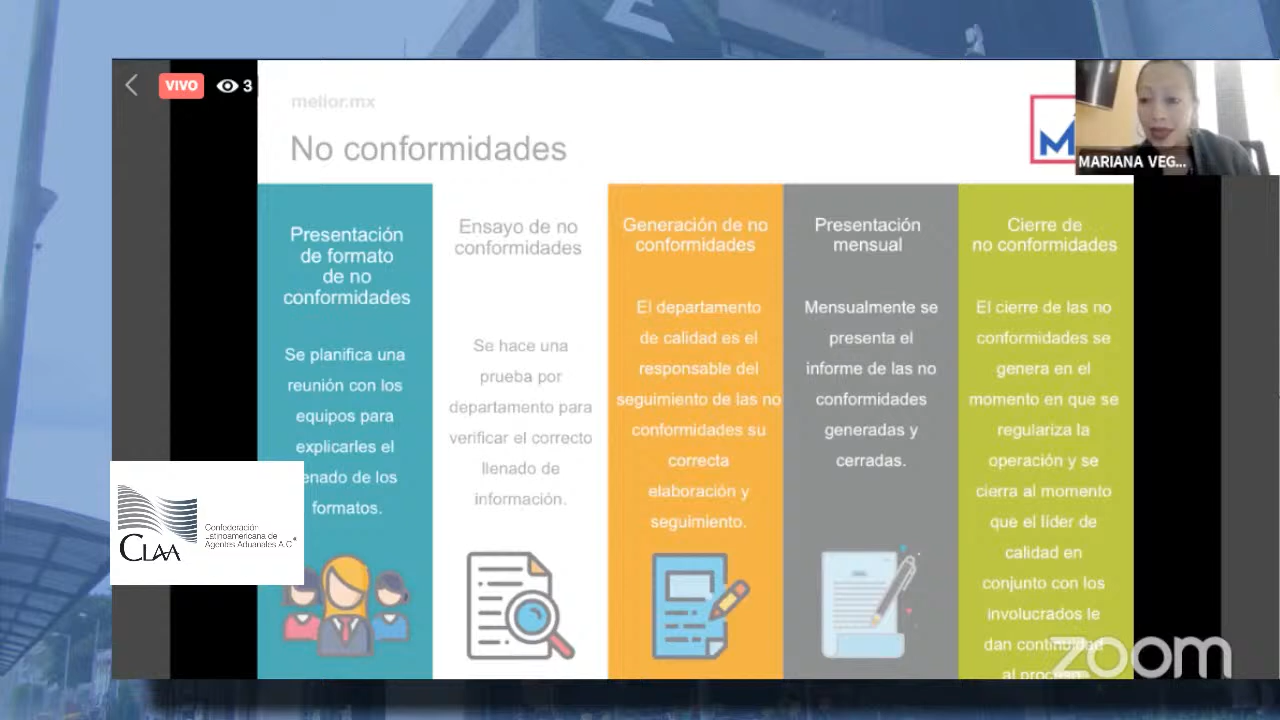 VIVO
3
melior.mx
No conformidades
MARIANA VEG...
Presentación
de formato
de no
conformidades
Se planifica una
reunión con los
equipos para
explicarles el
enado de los
formatos.
Ensayo de no
conformidades
Se hace una
prueba por
departamento para
verificar el correcto
llenado de
información.
Generación de no
conformidades
El departamento
de calidad es el
responsable del
seguimiento de las no
conformidades su
correcta
elaboración y
seguimiento.
Presentación
mensual
Mensualmente se
presenta el
informe de las no
conformidades
generadas y
cerradas.
Cierre de
no conformidades
El cierre de las no
conformidades se
genera en el
momento en que se
regulariza la
operación y se
cierra al momento
que el líder de
calidad en
conjunto con los
involucrados le
dan continuidad
al proceso
CLAA
Confederación
Latinoamericana de
Agentes Aduanales A.C
zoom